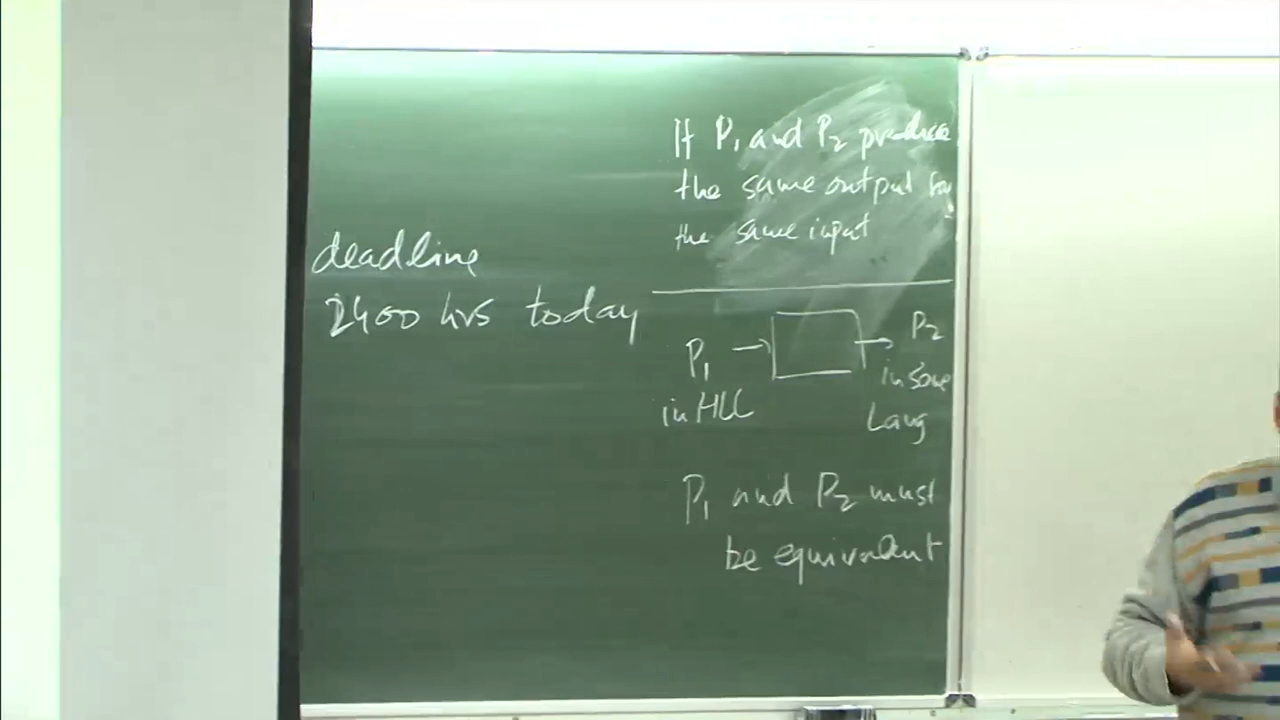 deadline
2400 hrs today
If P1 and P2 produce
the same output for
the same input
P1
in HLL
P2
in some
Lang
P1 and P2 must
be equivalent